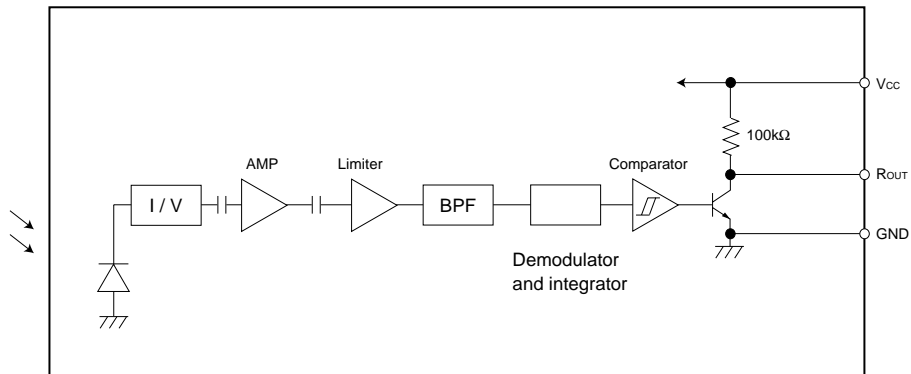 Vcc
100kΩ
AMP
Limiter
Comparator
ROUT
I / V
BPF
GND
Demodulator
and integrator